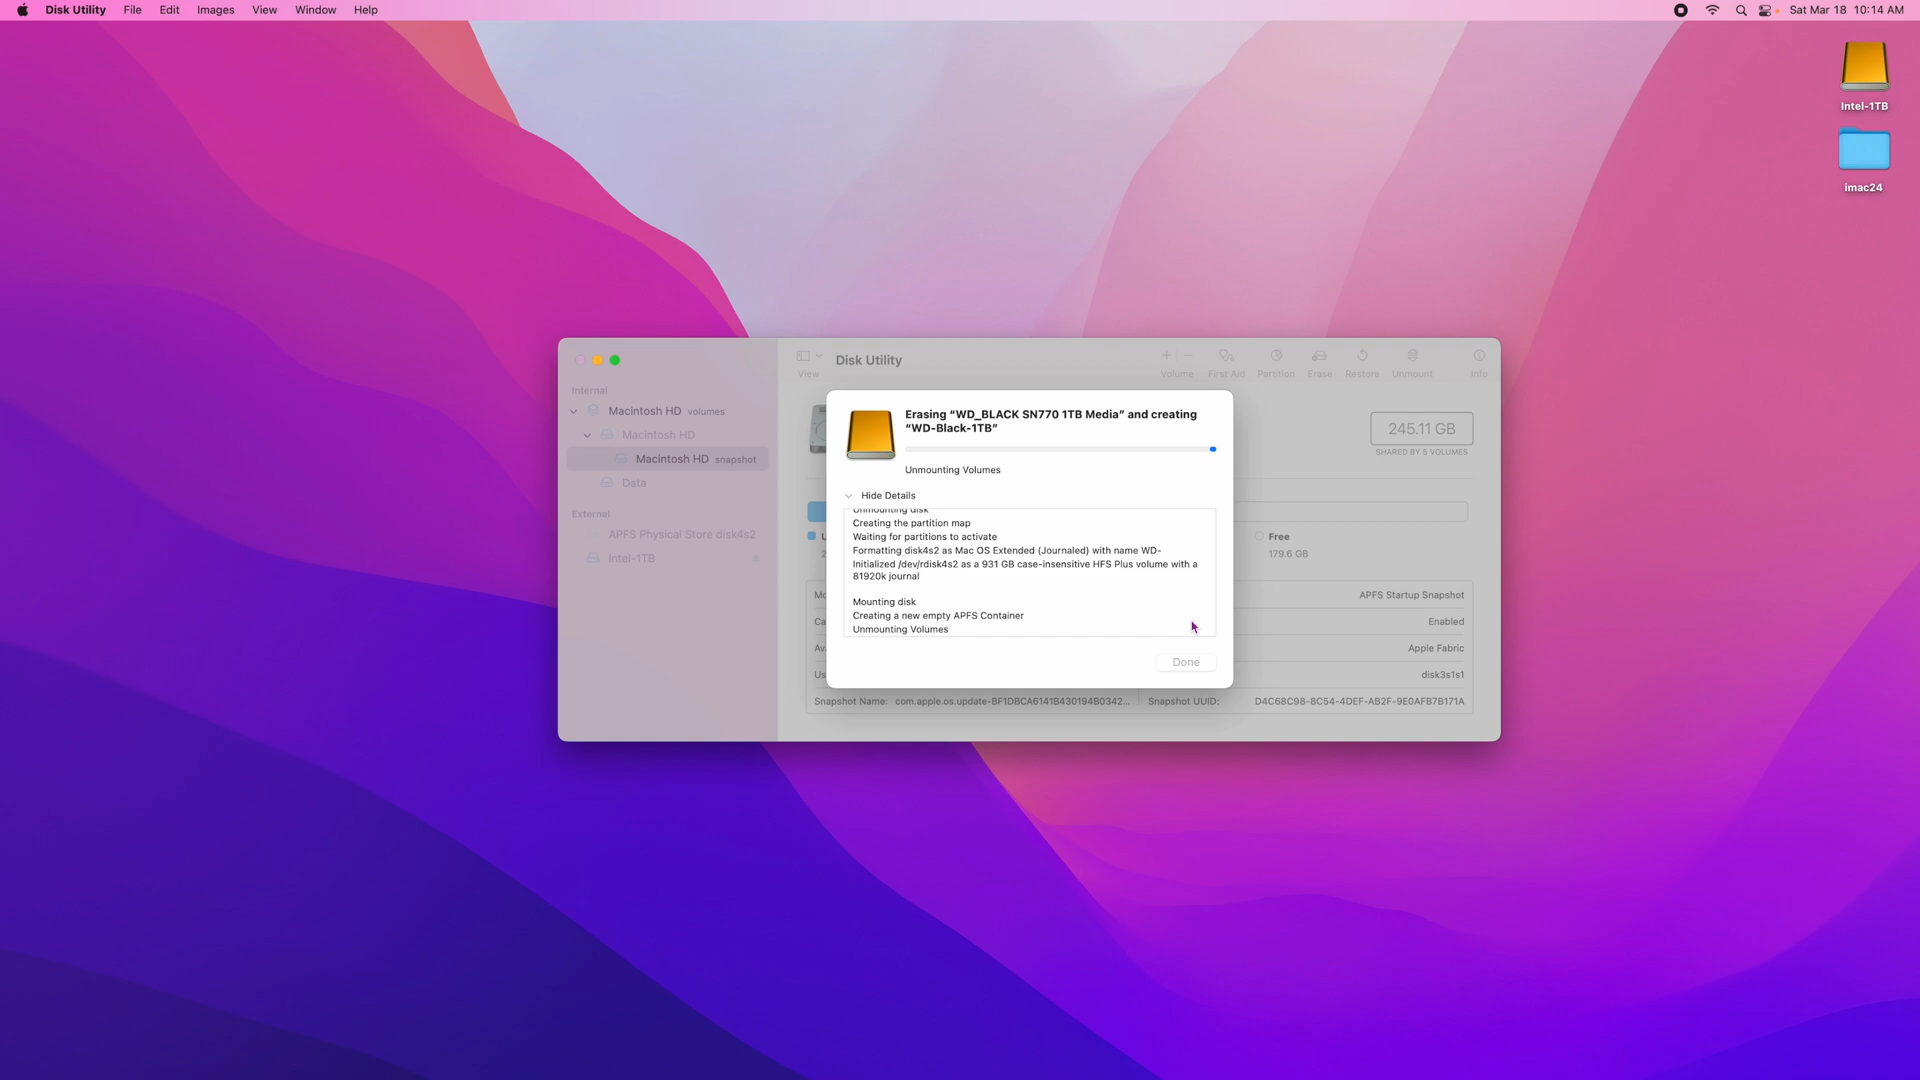 Disk Utility File Edit Images View Window Help
Sat Mar 18 10:14 AM
Intel-1TB
imac24
Disk Utility
View
Volume First Aid Partition Erase Restore Unmount Info
Internal
Macintosh HD volumes
Macintosh HD
Macintosh HD snapshot
Data
External
APFS Physical Store disk4s2
Intel-1TB
245.11 GB
SHARED BY 5 VOLUMES
Erasing “WD_BLACK SN770 1TB Media” and creating
“WD-Black-1TB”
Unmounting Volumes
Hide Details
Unmounting disk
Creating the partition map
Waiting for partitions to activate
Formatting disk4s2 as Mac OS Extended (Journaled) with name WD-
Initialized /dev/rdisk4s2 as a 931 GB case-insensitive HFS Plus volume with a
81920k journal
Mounting disk
Creating a new empty APFS Container
Unmounting Volumes
Done
Free
179.6 GB
APFS Startup Snapshot
Enabled
Apple Fabric
disk3s1s1
Snapshot Name: com.apple.os.update-BF1DBCA6141B430194B0342...
Snapshot UUID: D4C68C98-8C54-4DEF-AB2F-9E0AFB7B171A